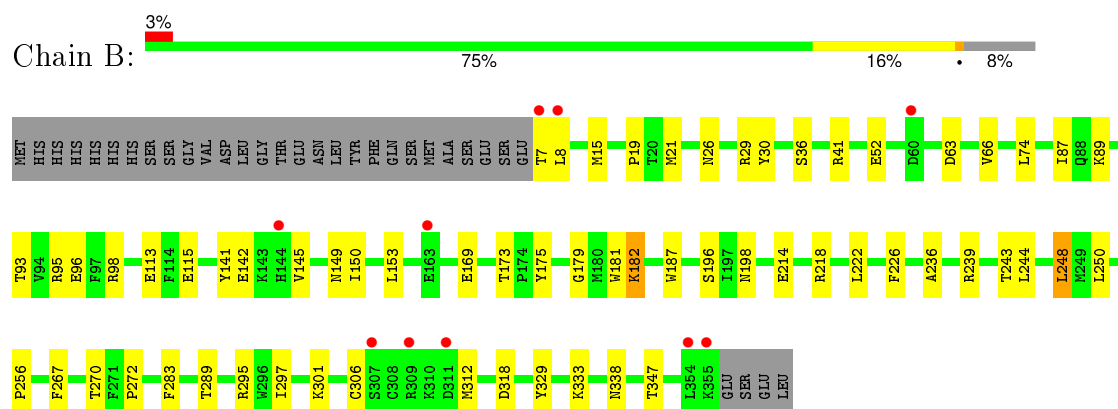 3%
Chain B:
75% 16% • 8%
MET HIS HIS HIS HIS HIS HIS SER SER GLY VAL ASP LEU GLY THR GLU ASN LEU TYR PHE GLN SER MET ALA SER GLU SER GLU T7 L8 M15 P19 T20 M21 N26 R29 Y30 S36 R41 E52 D60 D63 V66 L74 I87 Q88 K89
T93 V94 R95 E96 F97 R98 E113 F114 E115 Y141 E142 K143 H144 V145 N149 I150 L153 E163 E169 T173 P174 Y175 G179 M180 W181 K182 W187 S196 I197 N198 E214 R218 L222 F226 A236 R239 T243 L244 L248 M249 L250
P256 F267 T270 F271 P272 F283 T289 R295 W296 I297 K301 C306 S307 C308 R309 K310 D311 M312 D318 Y329 K333 N338 T347 L354 K355 GLU SER GLU LEU